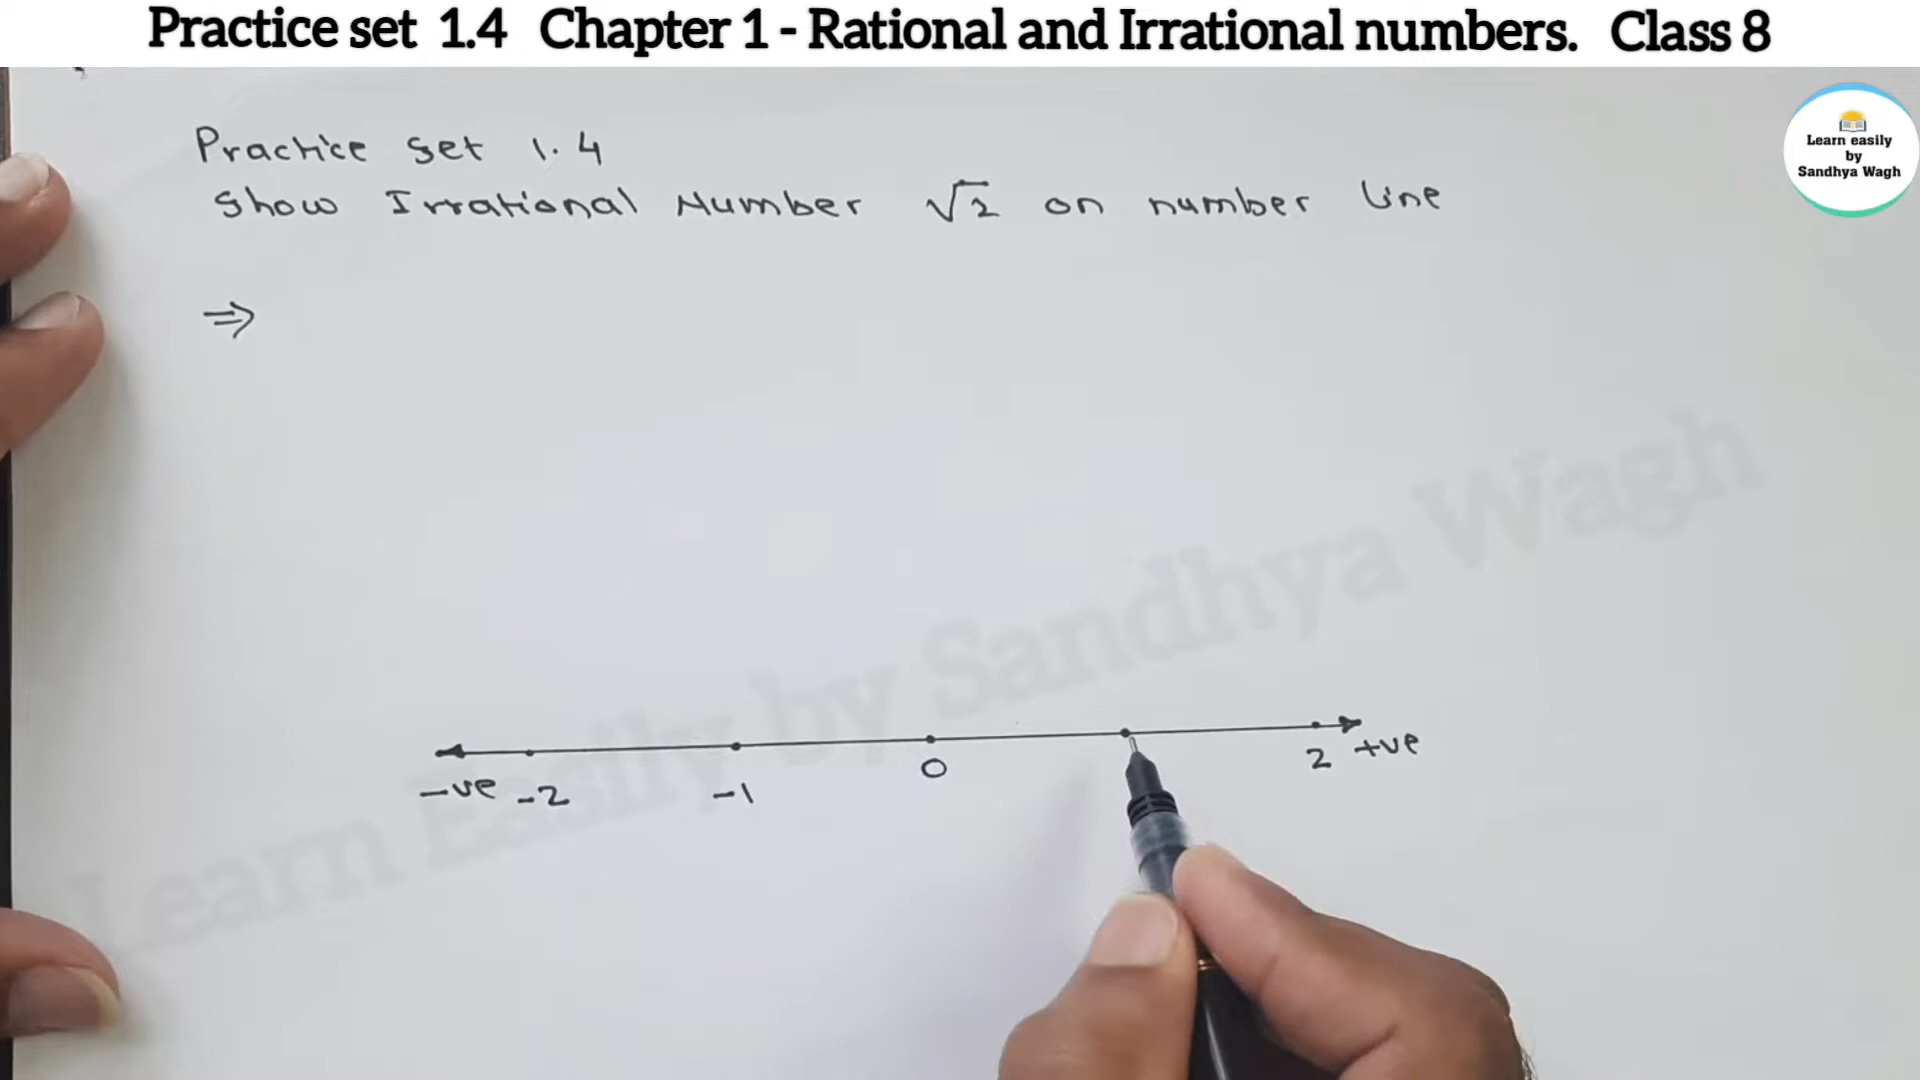 Practice set 1.4 Chapter 1 - Rational and Irrational numbers. Class 8
Learn easily
by
Sandhya Wagh
Practice set 1.4
Show Irrational Number √2 on number line
⇒
Learn Easily by Sandhya Wagh
-ve -2 -1 0 2 +ve